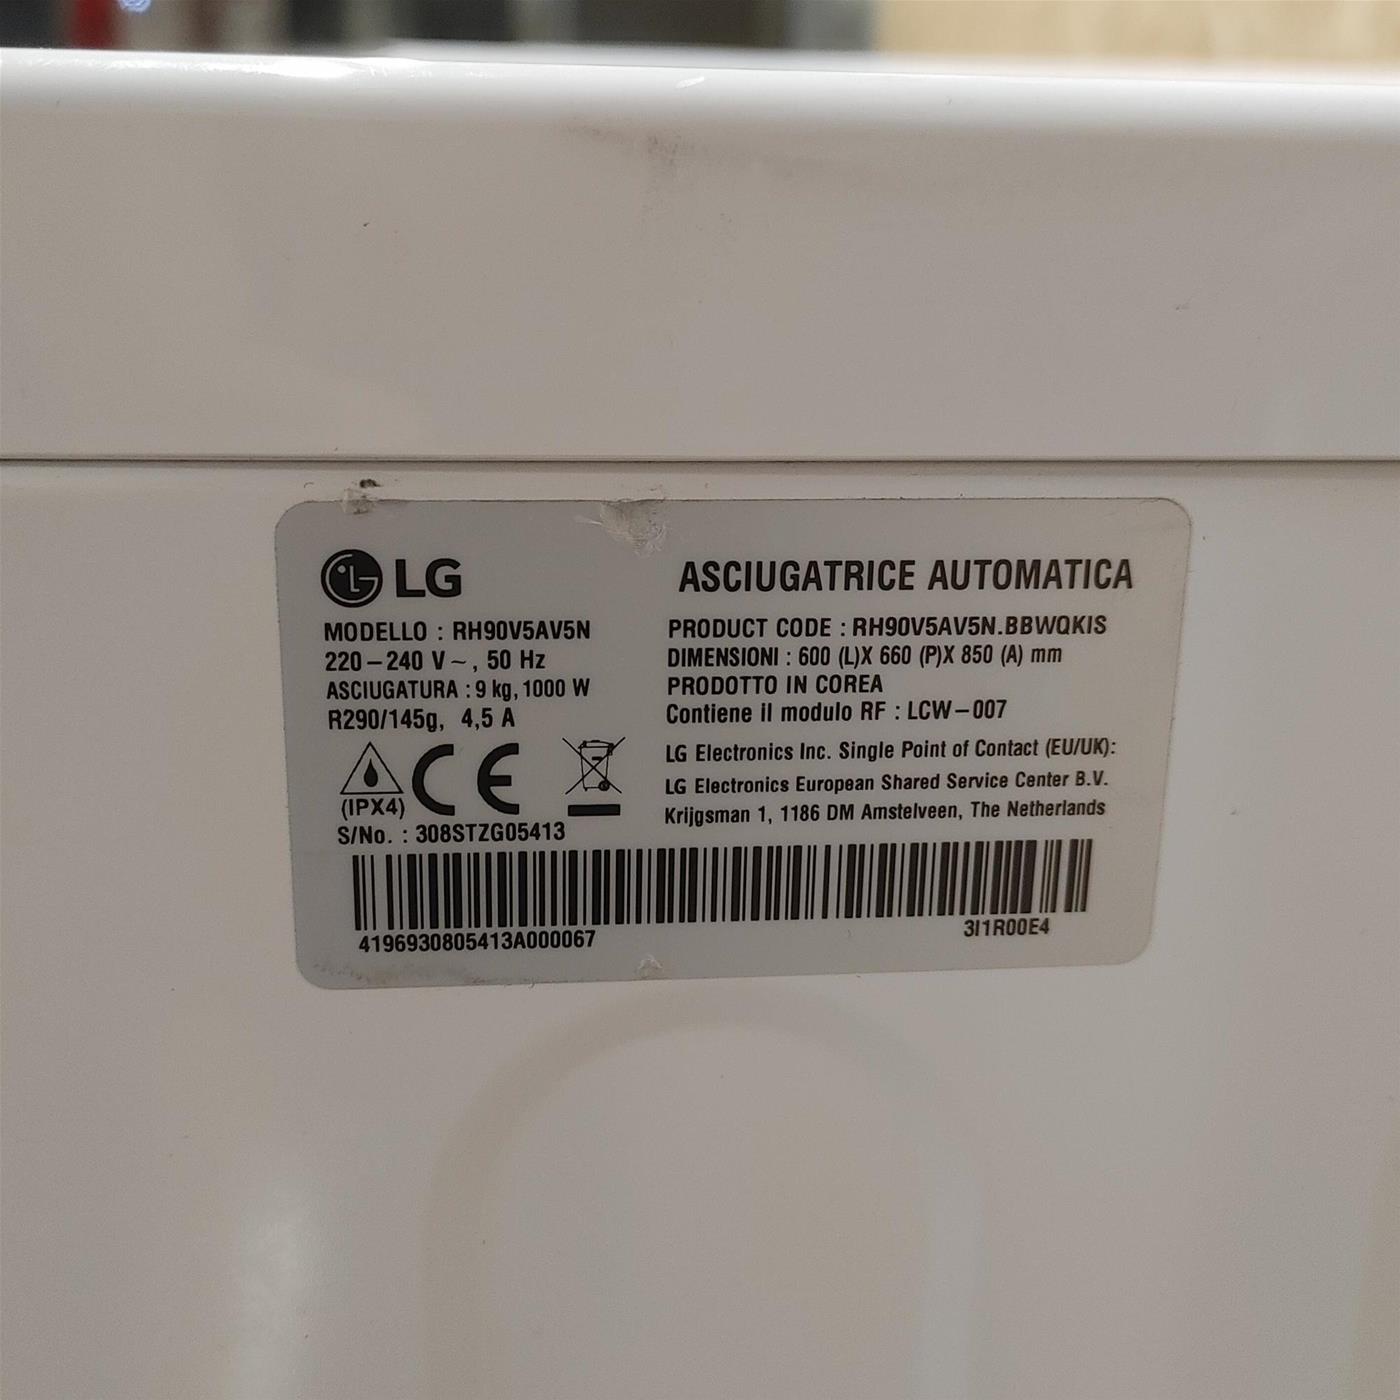 LG
ASCIUGATRICE AUTOMATICA
MODELLO : RH90V5AV5N
220-240 V~, 50 Hz
ASCIUGATURA : 9 kg, 1000 W
R290/145g, 4,5 A
PRODUCT CODE : RH90V5AV5N.BBWQKIS
DIMENSIONI : 600 (L)X 660 (P)X 850 (A) mm
PRODOTTO IN COREA
Contiene il modulo RF : LCW-007
LG Electronics Inc. Single Point of Contact (EU/UK):
LG Electronics European Shared Service Center B.V.
Krijgsman 1, 1186 DM Amstelveen, The Netherlands
CE
(IPX4)
S/No. : 308STZG05413
4196930805413A000067
3I1R00E4